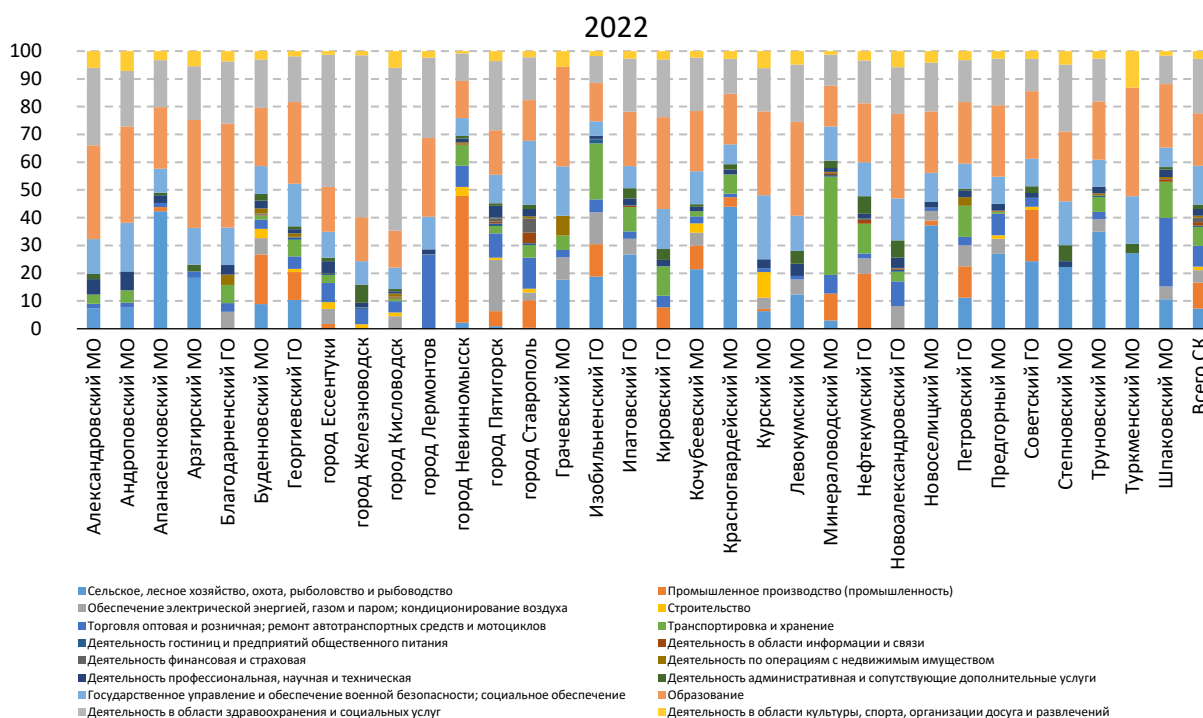 2022
100
90
80
70
60
50
40
30
20
10
0
Александровский МО
Андроповский МО
Апанасенковский МО
Арзгирский МО
Благодарненский ГО
Буденновский МО
Георгиевский ГО
город Ессентуки
город Железноводск
город Кисловодск
город Лермонтов
город Невинномысск
город Пятигорск
город Ставрополь
Грачевский МО
Изобильненский ГО
Ипатовский ГО
Кировский ГО
Кочубеевский МО
Красногвардейский МО
Курский МО
Левокумский МО
Минераловодский МО
Нефтекумский ГО
Новоалександровский ГО
Новоселицкий МО
Петровский ГО
Предгорный МО
Советский ГО
Степновский МО
Труновский МО
Туркменский МО
Шпаковский МО
Всего СК
Сельское, лесное хозяйство, охота, рыболовство и рыбоводство
Промышленное производство (промышленность)
Обеспечение электрической энергией, газом и паром; кондиционирование воздуха
Строительство
Торговля оптовая и розничная; ремонт автотранспортных средств и мотоциклов
Транспортировка и хранение
Деятельность гостиниц и предприятий общественного питания
Деятельность в области информации и связи
Деятельность финансовая и страховая
Деятельность по операциям с недвижимым имуществом
Деятельность профессиональная, научная и техническая
Деятельность административная и сопутствующие дополнительные услуги
Государственное управление и обеспечение военной безопасности; социальное обеспечение
Образование
Деятельность в области здравоохранения и социальных услуг
Деятельность в области культуры, спорта, организации досуга и развлечений